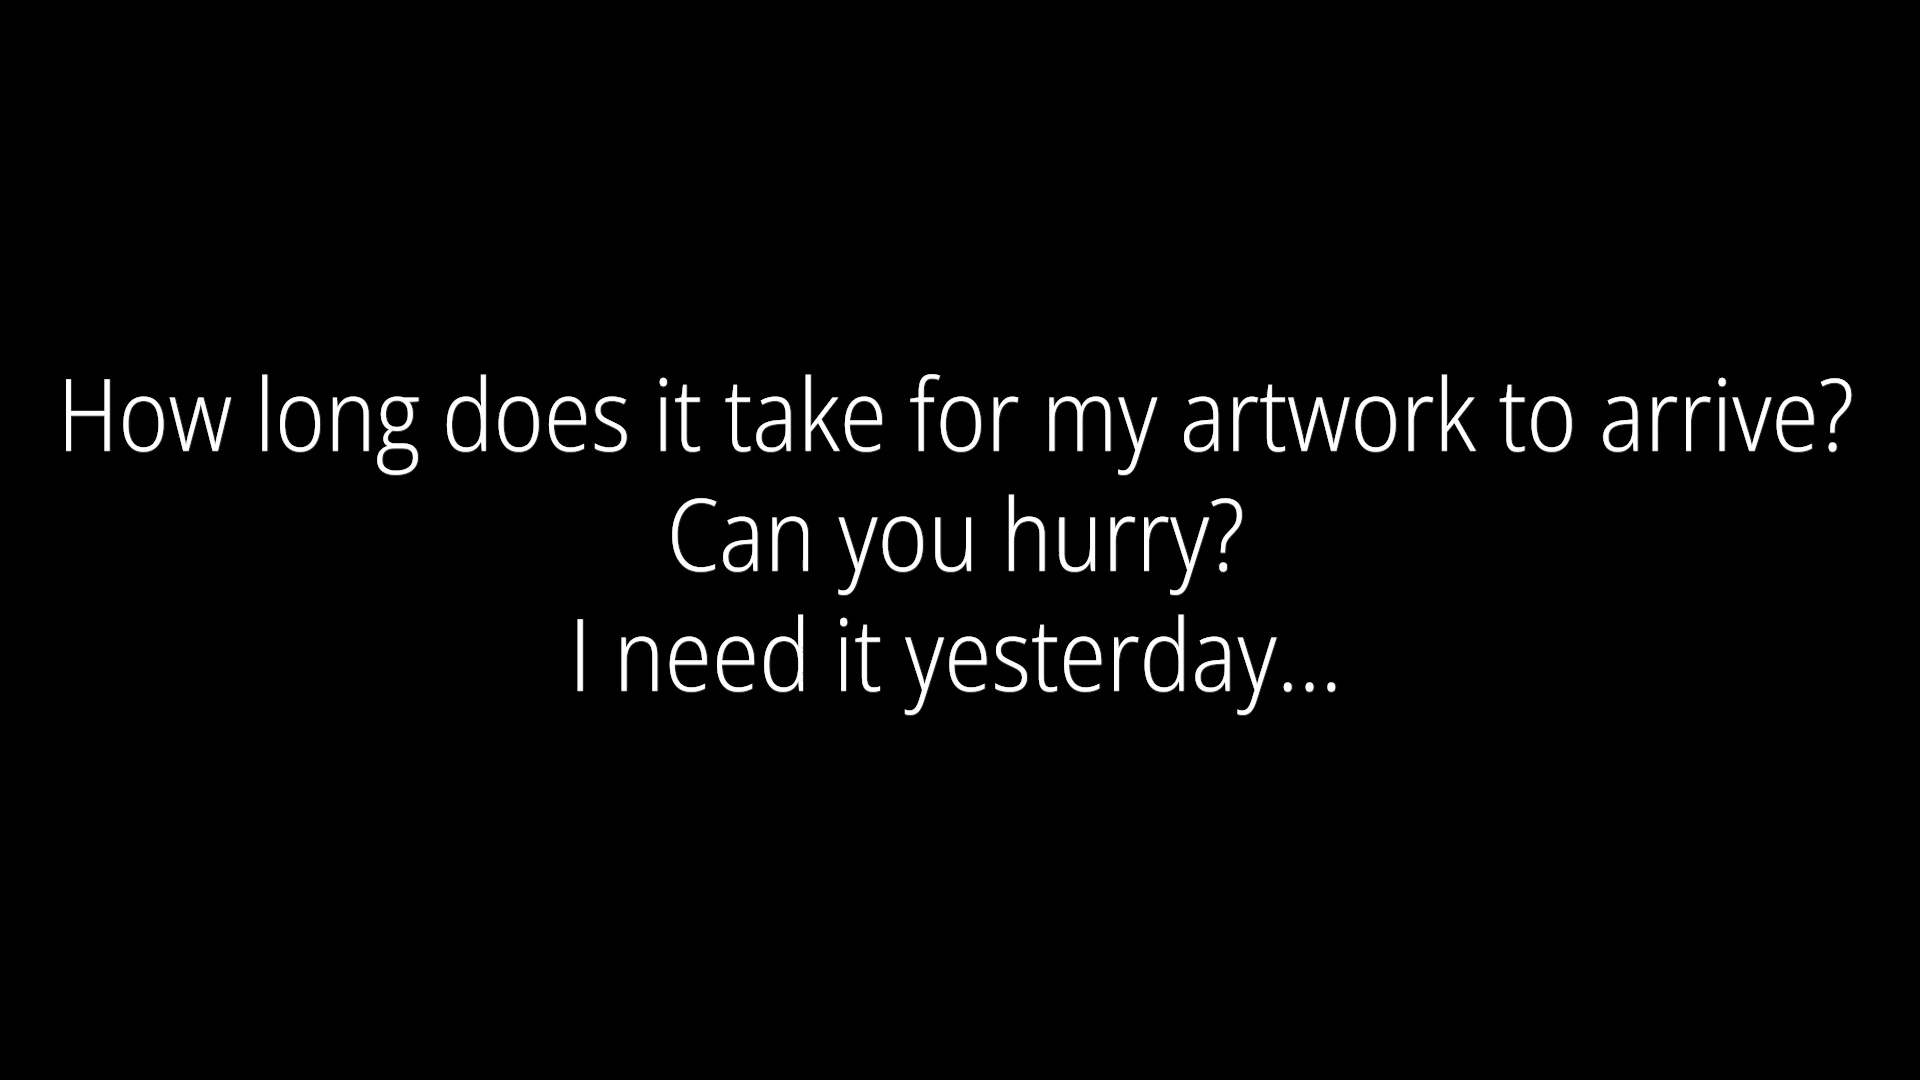 How long does it take for my artwork to arrive?
Can you hurry?
I need it yesterday...